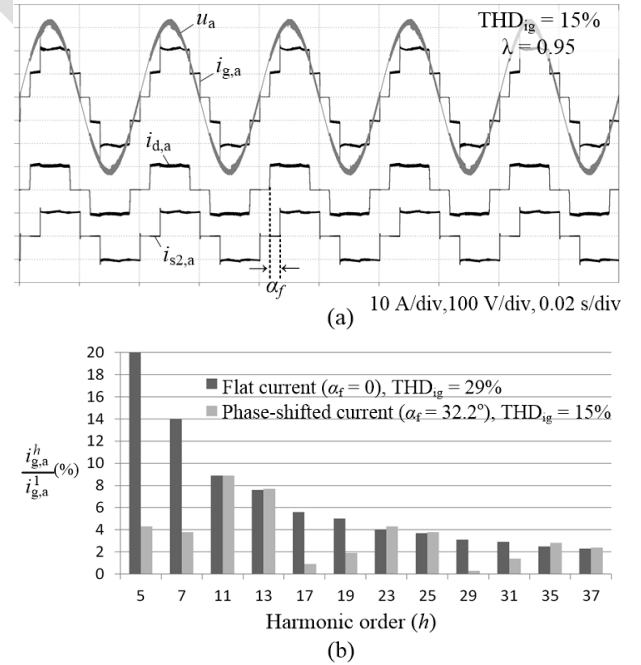 uₐ
THD_ig = 15%
λ = 0.95
i_g,a
i_d,a
i_s2,a
α_f
10 A/div,100 V/div, 0.02 s/div
(a)
20
18
16
14
12
10
8
6
4
2
0
i^h_g,a / i^1_g,a (%)
Flat current (α_f = 0), THD_ig = 29%
Phase-shifted current (α_f = 32.2°), THD_ig = 15%
5 7 11 13 17 19 23 25 29 31 35 37
Harmonic order (h)
(b)